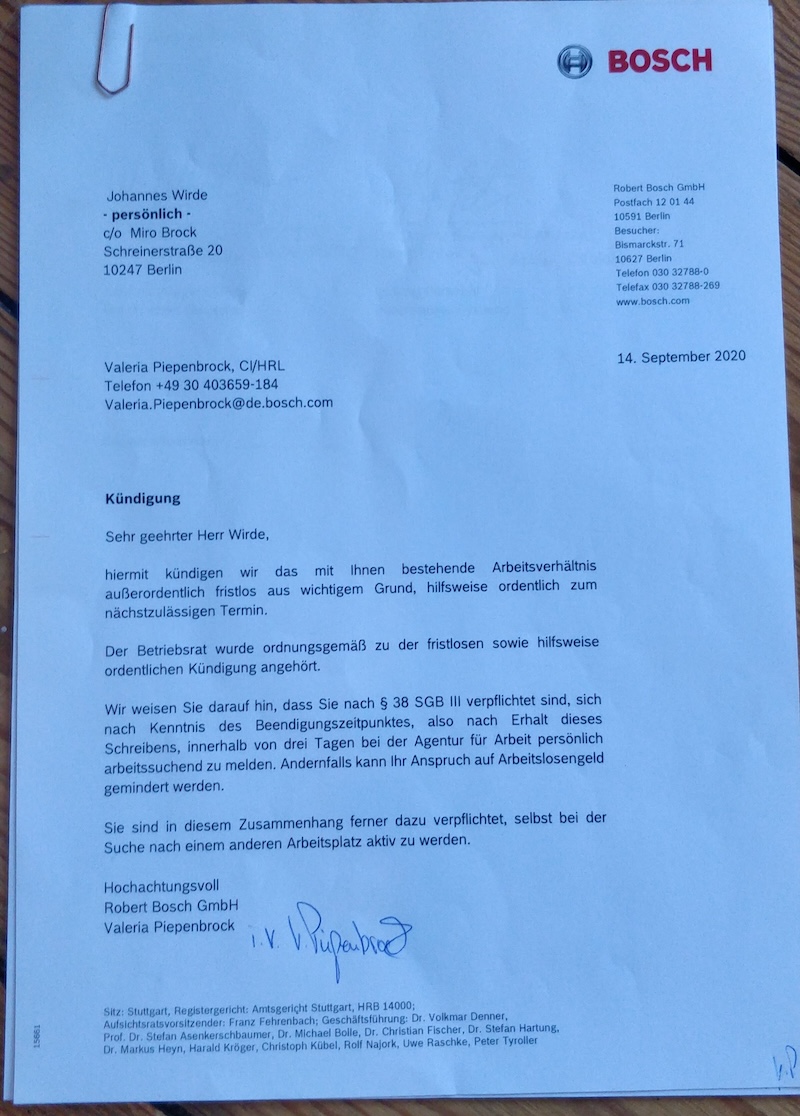 BOSCH
Johannes Wirde
- persönlich -
c/o Miro Brock
Schreinerstraße 20
10247 Berlin
Robert Bosch GmbH
Postfach 12 01 44
10591 Berlin
Besucher:
Bismarckstr. 71
10627 Berlin
Telefon 030 32788-0
Telefax 030 32788-269
www.bosch.com
Valeria Piepenbrock, CI/HRL
Telefon +49 30 403659-184
Valeria.Piepenbrock@de.bosch.com
14. September 2020
Kündigung
Sehr geehrter Herr Wirde,
hiermit kündigen wir das mit Ihnen bestehende Arbeitsverhältnis
außerordentlich fristlos aus wichtigem Grund, hilfsweise ordentlich zum
nächstzulässigen Termin.
Der Betriebsrat wurde ordnungsgemäß zu der fristlosen sowie hilfsweise
ordentlichen Kündigung angehört.
Wir weisen Sie darauf hin, dass Sie nach § 38 SGB III verpflichtet sind, sich
nach Kenntnis des Beendigungszeitpunktes, also nach Erhalt dieses
Schreibens, innerhalb von drei Tagen bei der Agentur für Arbeit persönlich
arbeitssuchend zu melden. Andernfalls kann Ihr Anspruch auf Arbeitslosengeld
gemindert werden.
Sie sind in diesem Zusammenhang ferner dazu verpflichtet, selbst bei der
Suche nach einem anderen Arbeitsplatz aktiv zu werden.
Hochachtungsvoll
Robert Bosch GmbH
Valeria Piepenbrock
i.V. V. Piepenbrock
Sitz: Stuttgart, Registergericht: Amtsgericht Stuttgart, HRB 14000;
Aufsichtsratsvorsitzender: Franz Fehrenbach; Geschäftsführung: Dr. Volkmar Denner,
Prof. Dr. Stefan Asenkerschbaumer, Dr. Michael Bolle, Dr. Christian Fischer, Dr. Stefan Hartung,
Dr. Markus Heyn, Harald Kröger, Christoph Kübel, Rolf Najork, Uwe Raschke, Peter Tyroller